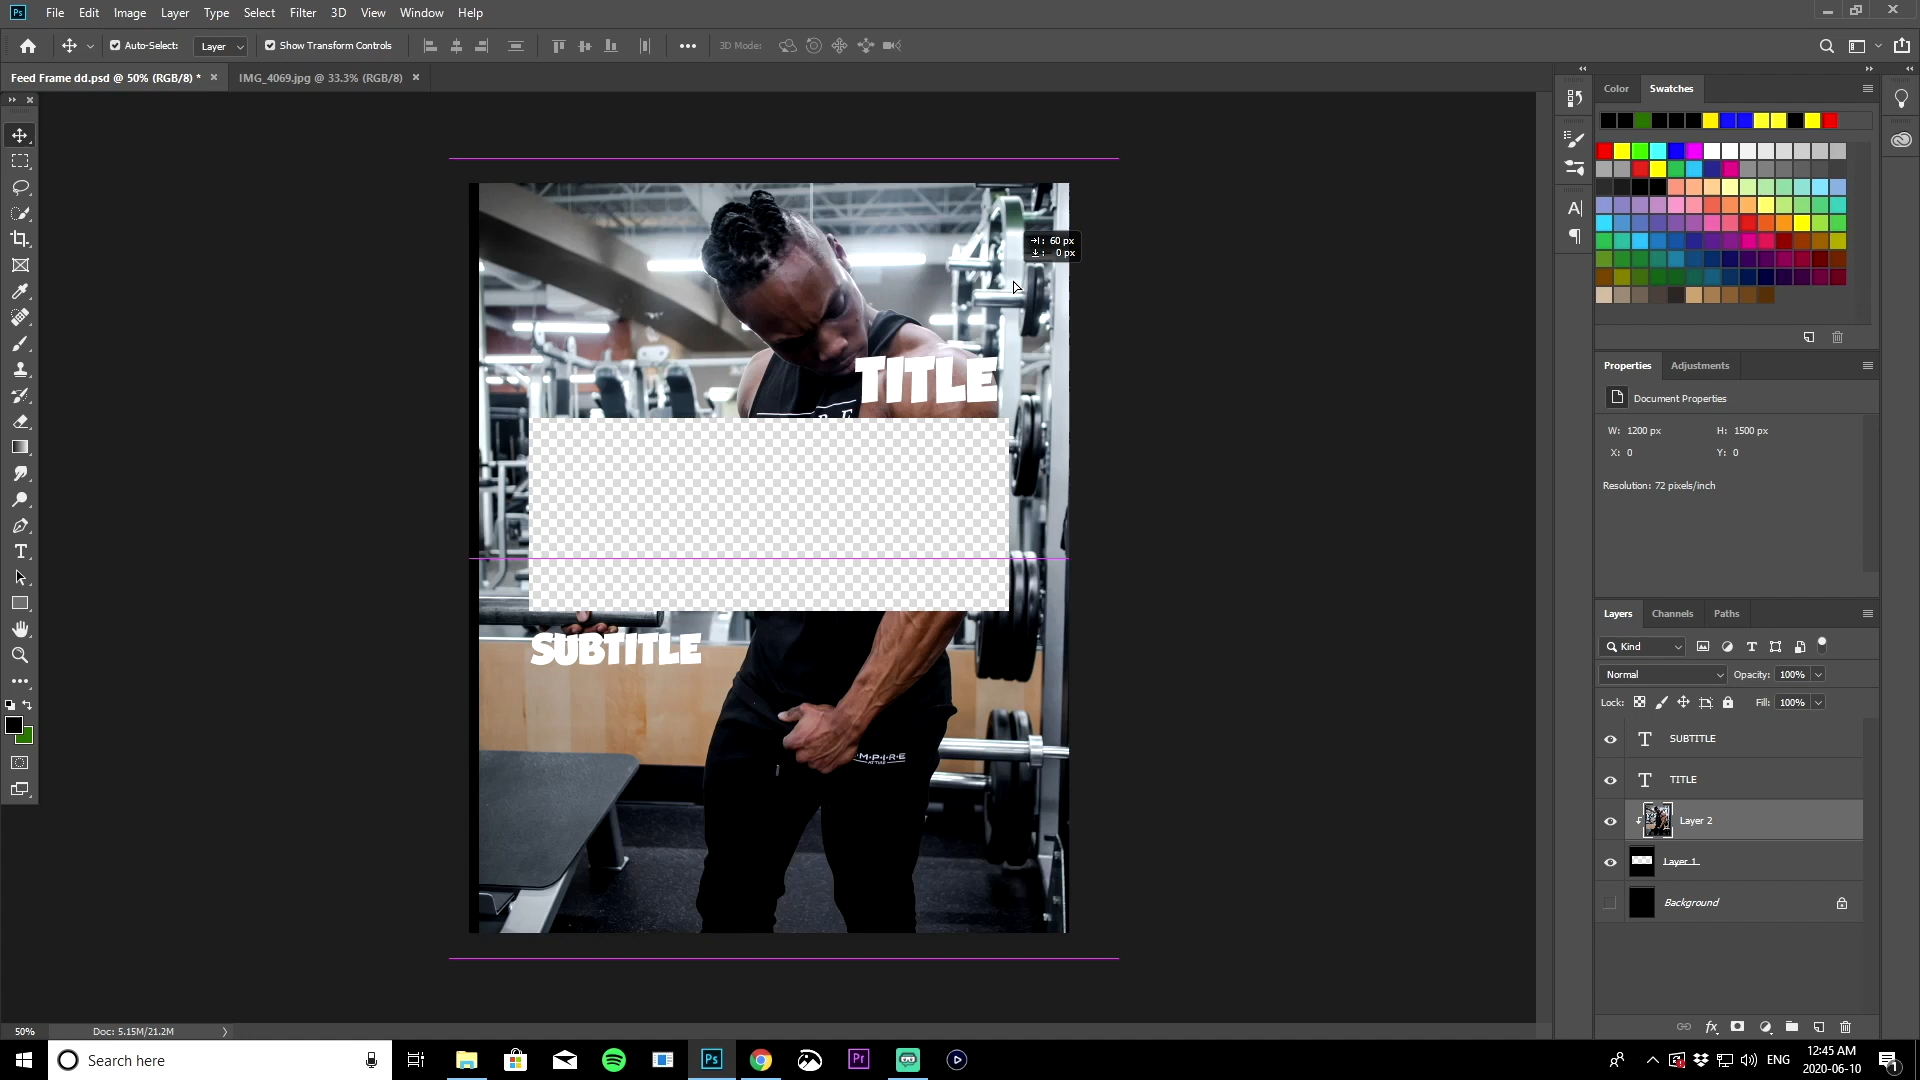 File Edit Image Layer Type Select Filter 3D View Window Help
Auto-Select: Layer Show Transform Controls 3D Mode:
Feed Frame dd.psd @ 50% (RGB/8) * IMG_4069.jpg @ 33.3% (RGB/8)
Color Swatches
60 px
0 px
TITLE
SUBTITLE
Properties Adjustments
Document Properties
W: 1200 px H: 1500 px
X: 0 Y: 0
Resolution: 72 pixels/inch
Layers Channels Paths
Kind
Normal Opacity: 100%
Lock: Fill: 100%
SUBTITLE
TITLE
Layer 2
Layer 1
Background
50% Doc: 5.15M/21.2M
Search here
ENG
12:45 AM
2020-06-10